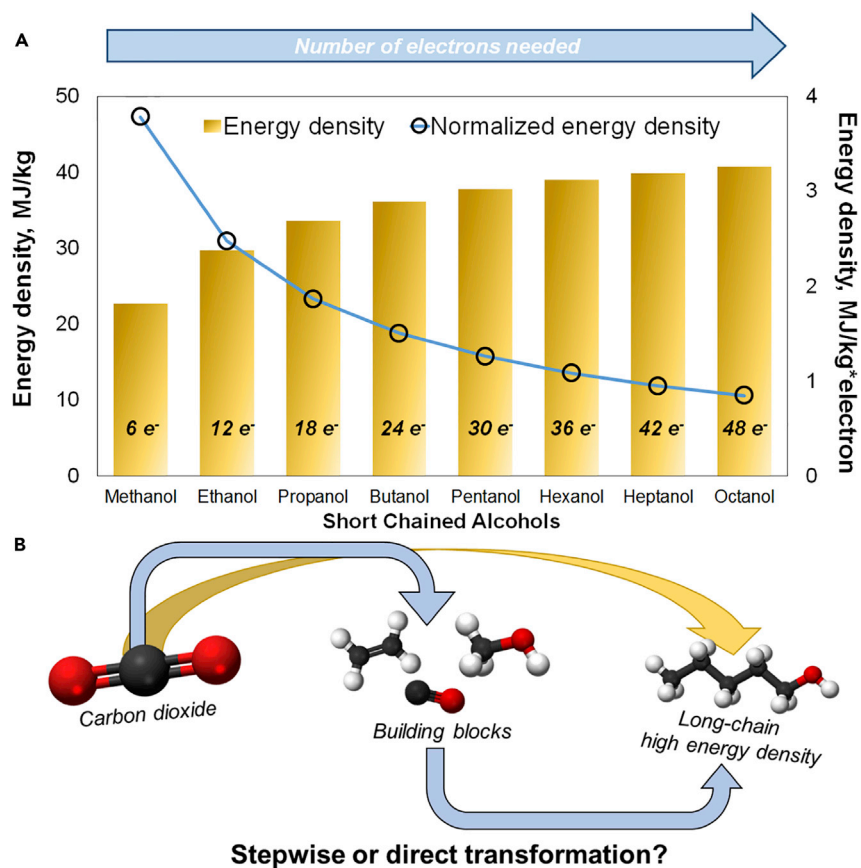 A
Number of electrons needed
50
40
30
20
10
0
Energy density, MJ/kg
Energy density
Normalized energy density
4
3
2
1
0
Energy density, MJ/kg*electron
6 e-
12 e-
18 e-
24 e-
30 e-
36 e-
42 e-
48 e-
Methanol
Ethanol
Propanol
Butanol
Pentanol
Hexanol
Heptanol
Octanol
Short Chained Alcohols
B
Carbon dioxide
Building blocks
Long-chain
high energy density
Stepwise or direct transformation?